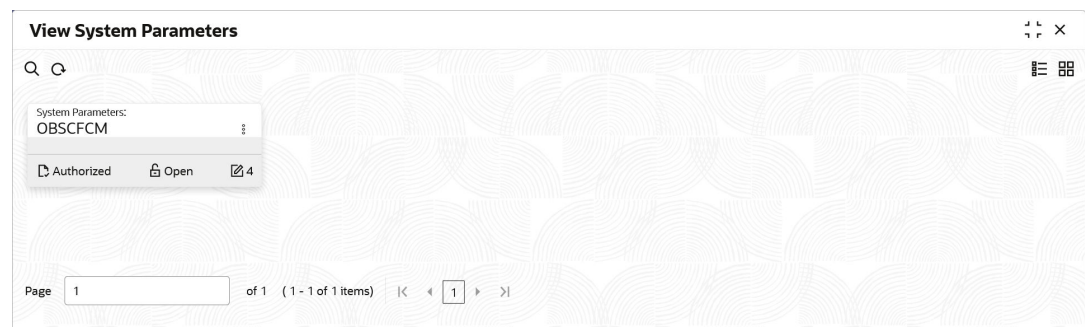 View System Parameters
System Parameters:
OBSCFCM
Authorized Open 4
Page 1 of 1 ( 1 - 1 of 1 items) 1